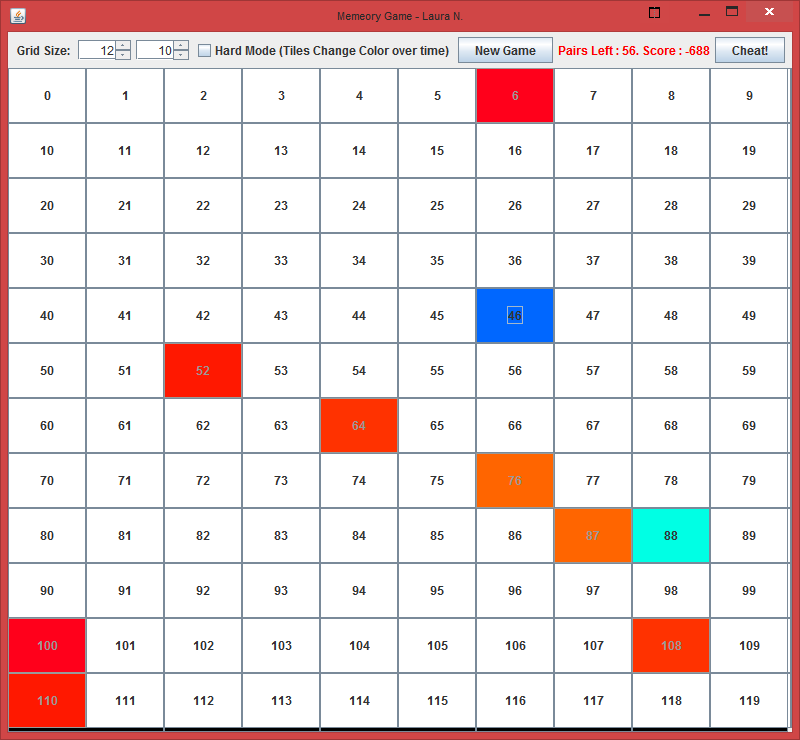 Memeory Game - Laura N.
Grid Size: 12 10 Hard Mode (Tiles Change Color over time) New Game Pairs Left : 56. Score : -688 Cheat!
0 1 2 3 4 5 6 7 8 9
10 11 12 13 14 15 16 17 18 19
20 21 22 23 24 25 26 27 28 29
30 31 32 33 34 35 36 37 38 39
40 41 42 43 44 45 46 47 48 49
50 51 52 53 54 55 56 57 58 59
60 61 62 63 64 65 66 67 68 69
70 71 72 73 74 75 76 77 78 79
80 81 82 83 84 85 86 87 88 89
90 91 92 93 94 95 96 97 98 99
100 101 102 103 104 105 106 107 108 109
110 111 112 113 114 115 116 117 118 119